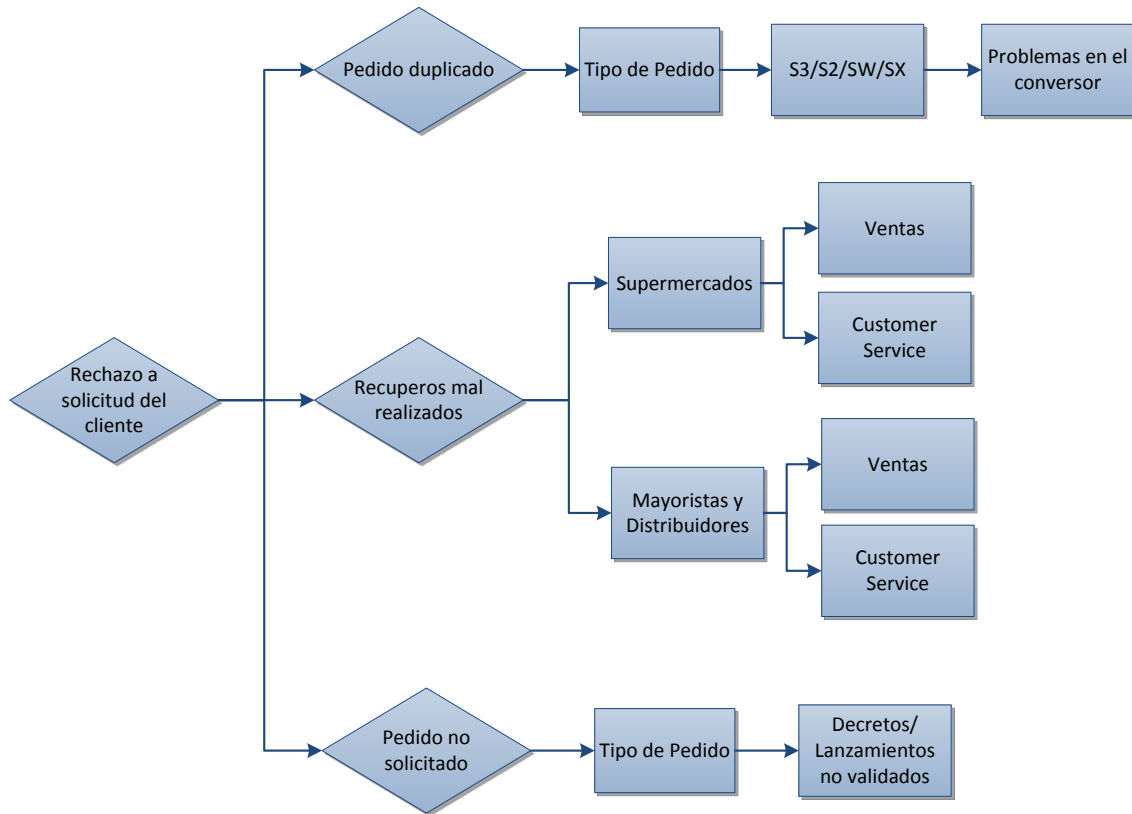 Pedido duplicado
Tipo de Pedido
S3/S2/SW/SX
Problemas en el
conversor
Ventas
Supermercados
Customer
Service
Rechazo a
solicitud del
cliente
Recuperos mal
realizados
Ventas
Mayoristas y
Distribuidores
Customer
Service
Pedido no
solicitado
Tipo de Pedido
Decretos/
Lanzamientos
no validados